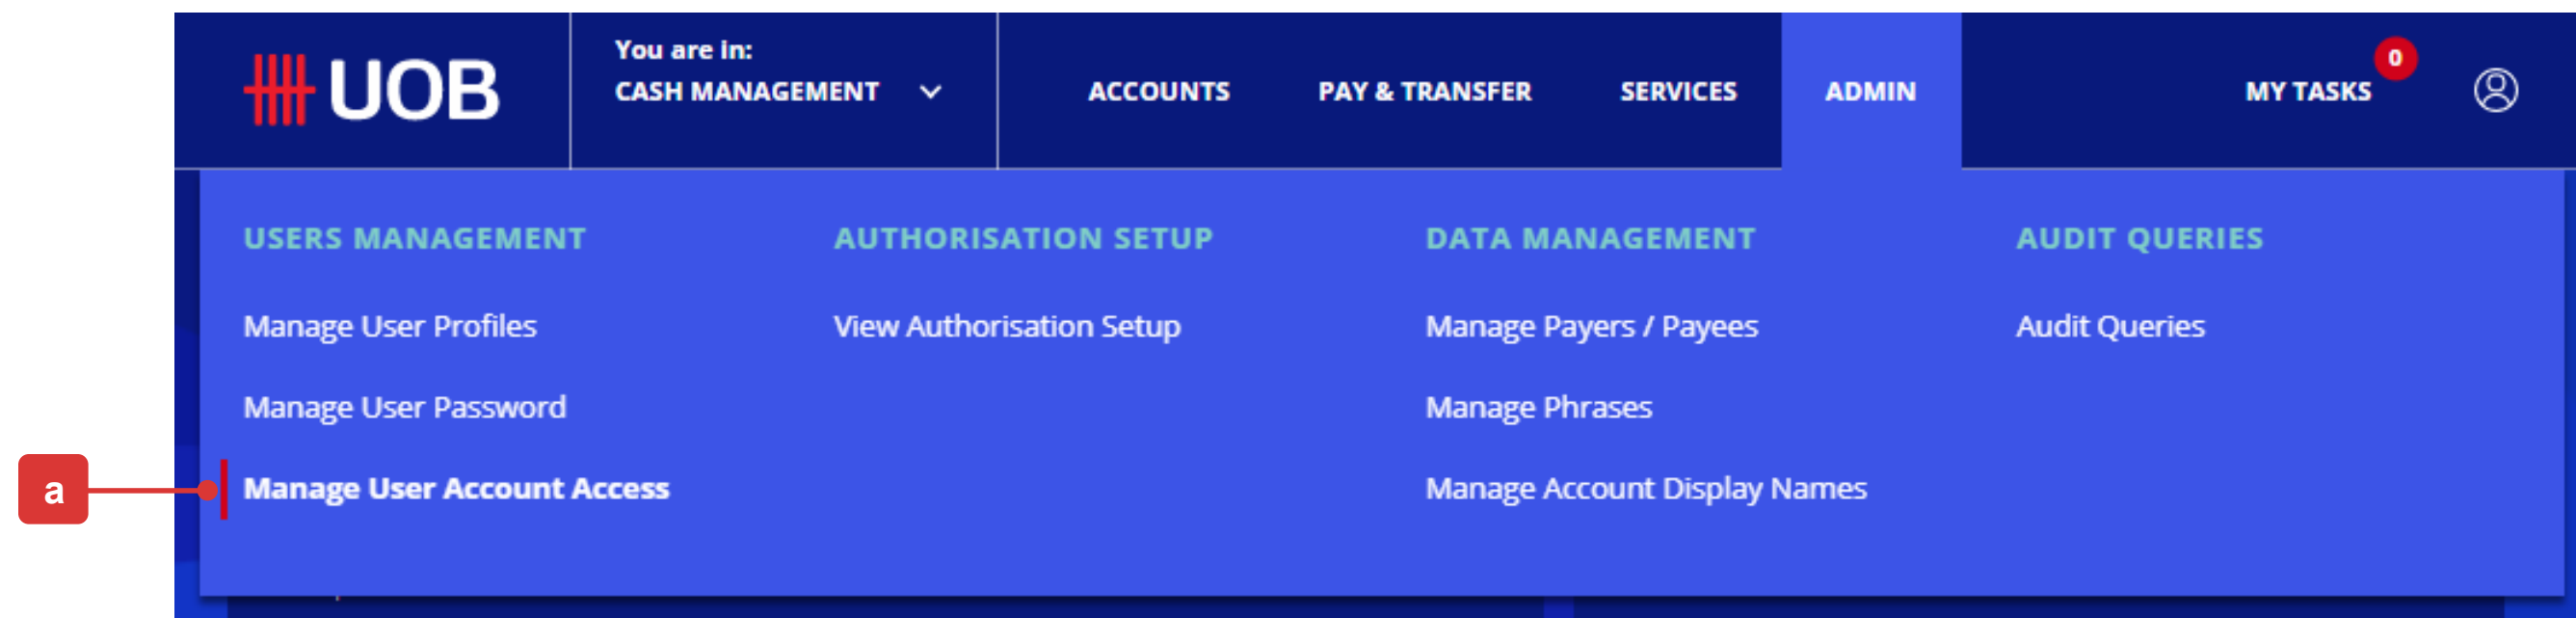 UOB
You are in:
CASH MANAGEMENT
ACCOUNTS
PAY & TRANSFER
SERVICES
ADMIN
MY TASKS
0
USERS MANAGEMENT
Manage User Profiles
Manage User Password
a
Manage User Account Access
AUTHORISATION SETUP
View Authorisation Setup
DATA MANAGEMENT
Manage Payers / Payees
Manage Phrases
Manage Account Display Names
AUDIT QUERIES
Audit Queries